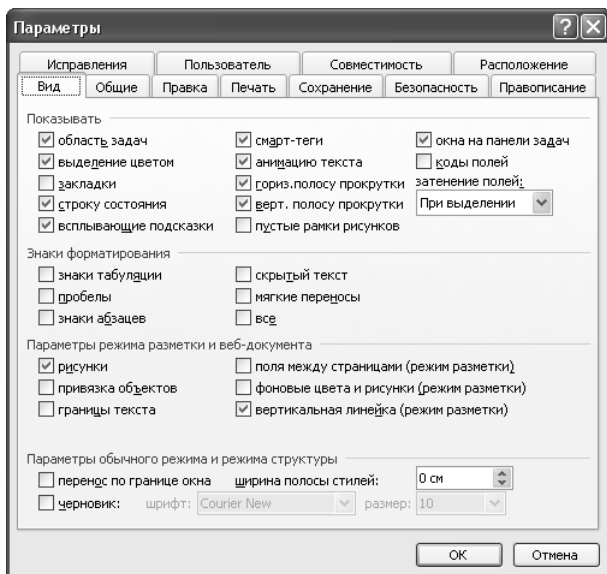 Параметры
Исправления Пользователь Совместимость Расположение
Вид Общие Правка Печать Сохранение Безопасность Правописание
Показывать
область задач смарт-теги окна на панели задач
выделение цветом анимацию текста коды полей
закладки гориз.полосу прокрутки затенение полей:
строку состояния верт. полосу прокрутки При выделении
всплывающие подсказки пустые рамки рисунков
Знаки форматирования
знаки табуляции скрытый текст
пробелы мягкие переносы
знаки абзацев все
Параметры режима разметки и веб-документа
рисунки поля между страницами (режим разметки)
привязка объектов фоновые цвета и рисунки (режим разметки)
границы текста вертикальная линейка (режим разметки)
Параметры обычного режима и режима структуры
перенос по границе окна ширина полосы стилей: 0 см
черновик: шрифт: Courier New размер: 10
ОК Отмена